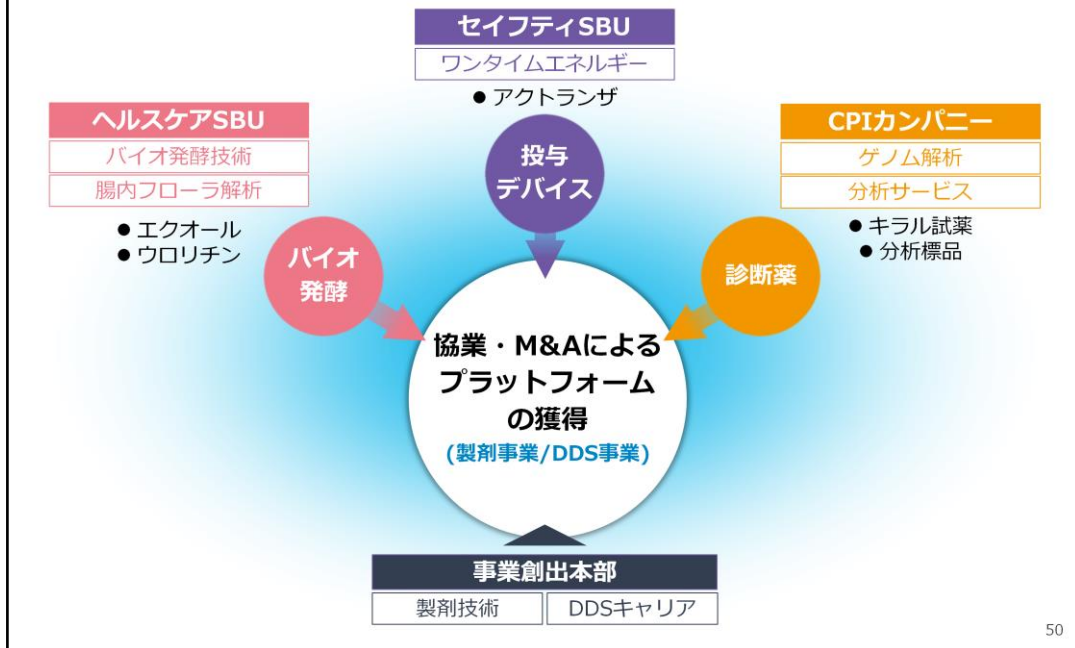 セイフティSBU
ワンタイムエネルギー
● アクトランザ
投与
デバイス
ヘルスケアSBU
バイオ発酵技術
腸内フローラ解析
● エクオール
● ウロリチン
バイオ
発酵
CPIカンパニー
ゲノム解析
分析サービス
● キラル試薬
● 分析標品
診断薬
協業・M&Aによる
プラットフォーム
の獲得
(製剤事業/DDS事業)
事業創出本部
製剤技術
DDSキャリア
50